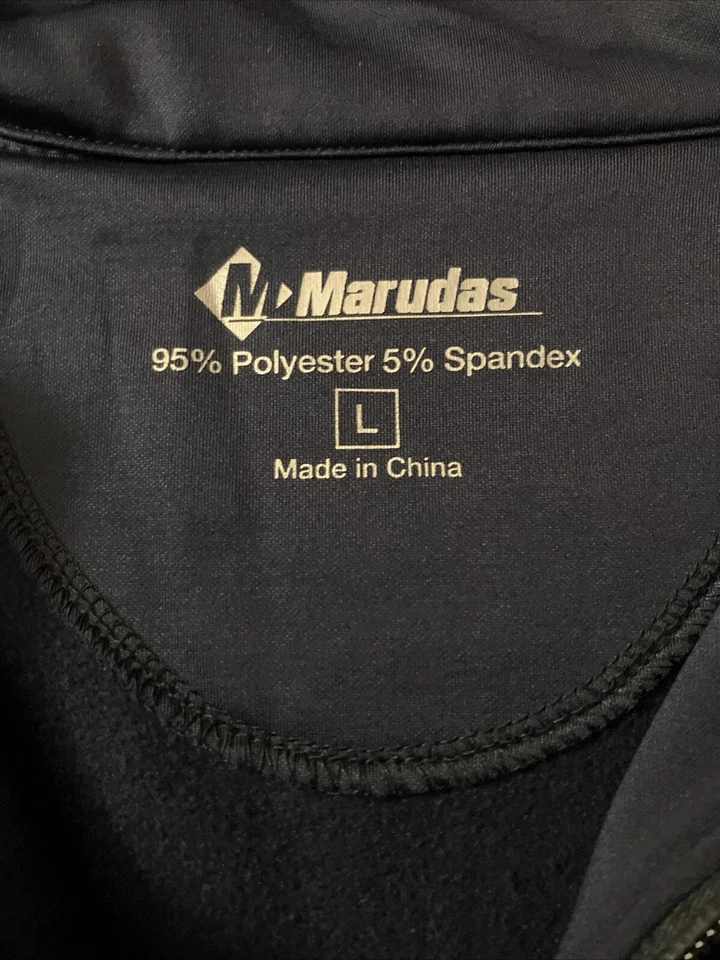 M Marudas
95% Polyester 5% Spandex
L
Made in China